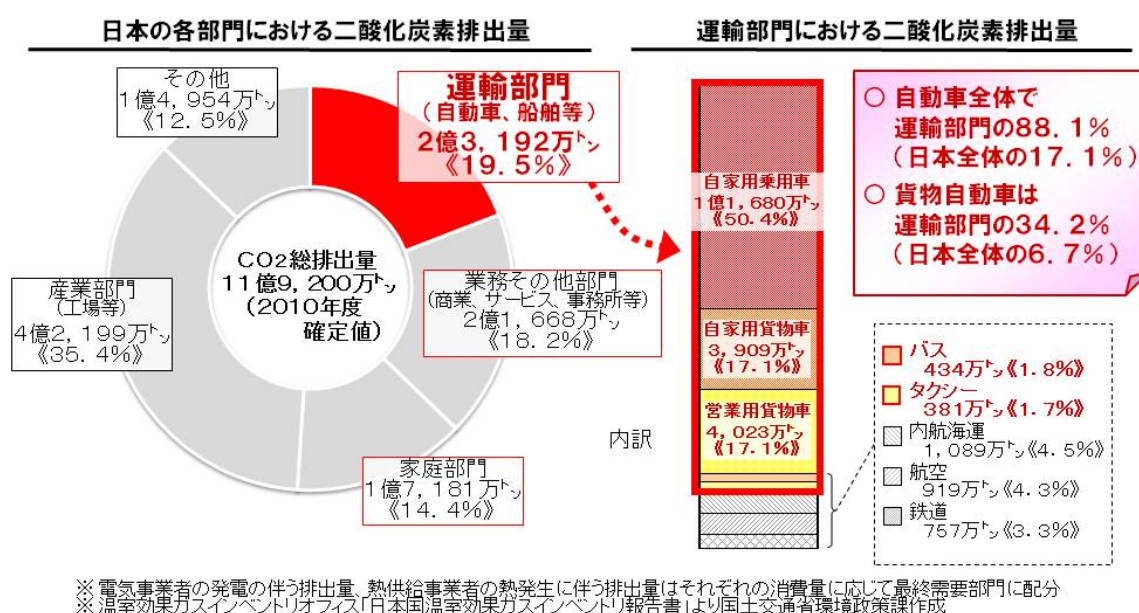 日本の各部門における二酸化炭素排出量
その他
1億4,954万㌧
《12.5%》
運輸部門
(自動車、船舶等)
2億3,192万㌧
《19.5%》
CO2総排出量
11億9,200万㌧
(2010年度
確定値)
産業部門
(工場等)
4億2,199万㌧
《35.4%》
業務その他部門
(商業、サービス、事務所等)
2億1,668万㌧
《18.2%》
家庭部門
1億7,181万㌧
《14.4%》
運輸部門における二酸化炭素排出量
自家用乗用車
1億1,680万㌧
《50.4%》
自家用貨物車
3,909万㌧
《17.1%》
営業用貨物車
4,023万㌧
《17.1%》
内訳
○ 自動車全体で
運輸部門の88.1%
(日本全体の17.1%)
○ 貨物自動車は
運輸部門の34.2%
(日本全体の6.7%)
バス
434万㌧《1.8%》
タクシー
381万㌧《1.7%》
内航海運
1,089万㌧《4.5%》
航空
919万㌧《4.3%》
鉄道
757万㌧《3.3%》
※ 電気事業者の発電の伴う排出量、熱供給事業者の熱発生に伴う排出量はそれぞれの消費量に応じて最終需要部門に配分
※ 温室効果ガスインベントリオフィス「日本国温室効果ガスインベントリ報告書」より国土交通省環境政策課作成